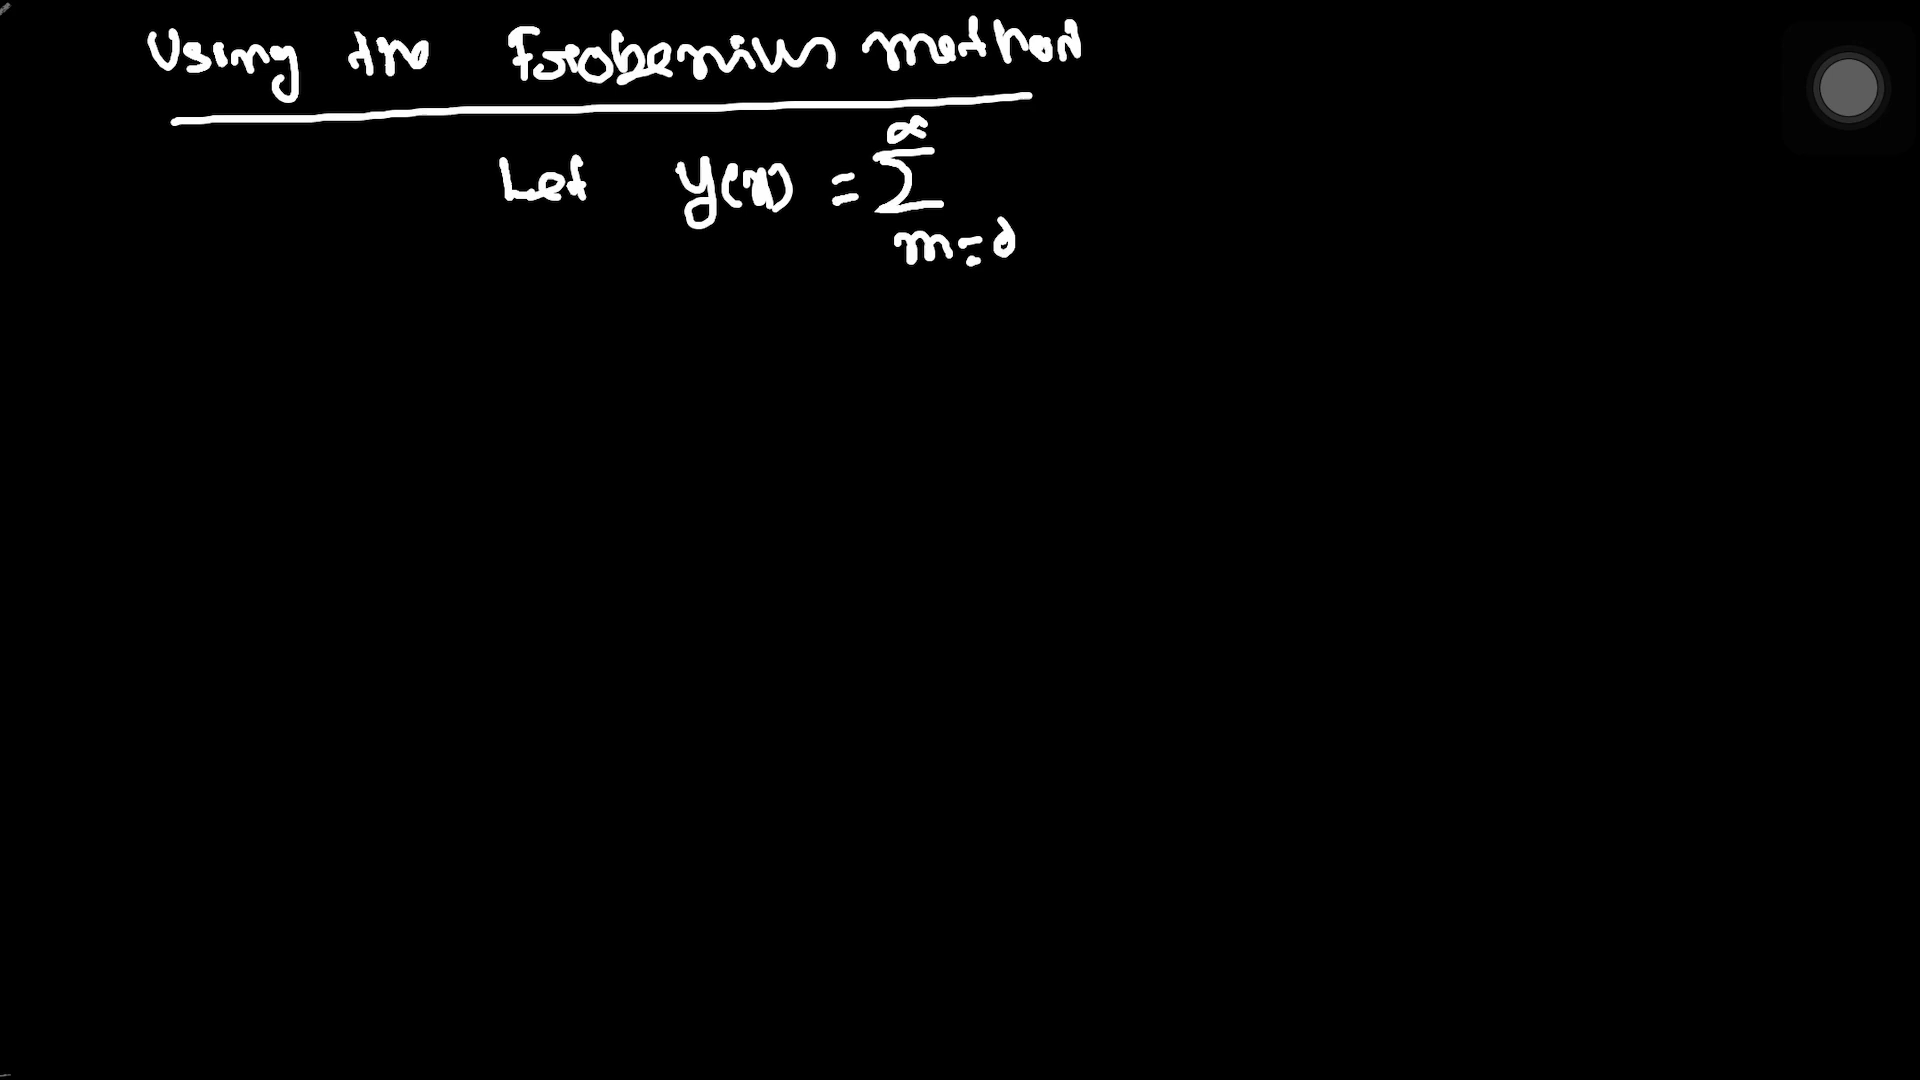 Using the Frobenius method
Let y(x) = ∑
∞
m=0